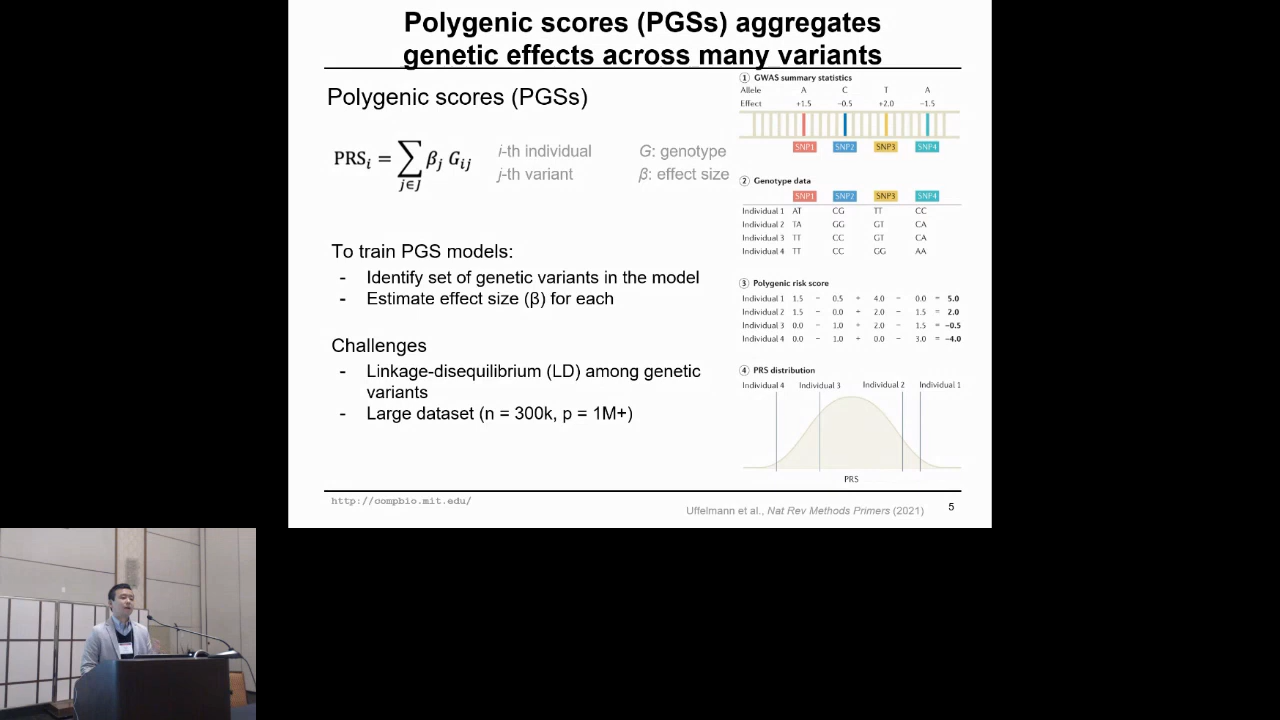 Polygenic scores (PGSs) aggregates
genetic effects across many variants
Polygenic scores (PGSs)
PRSᵢ = ∑ βⱼ Gᵢⱼ
j∈J
i-th individual
j-th variant
G: genotype
β: effect size
To train PGS models:
- Identify set of genetic variants in the model
- Estimate effect size (β) for each
Challenges
- Linkage-disequilibrium (LD) among genetic
variants
- Large dataset (n = 300k, p = 1M+)
1 GWAS summary statistics
Allele A C T A
Effect +1.5 −0.5 +2.0 −1.5
SNP1 SNP2 SNP3 SNP4
2 Genotype data
SNP1 SNP2 SNP3 SNP4
Individual 1 AT CG TT CC
Individual 2 TA GG GT CA
Individual 3 TT CC GT CA
Individual 4 TT CC GG AA
3 Polygenic risk score
Individual 1 1.5 − 0.5 + 4.0 − 0.0 = 5.0
Individual 2 1.5 − 0.0 + 2.0 − 1.5 = 2.0
Individual 3 0.0 − 1.0 + 2.0 − 1.5 = −0.5
Individual 4 0.0 − 1.0 + 0.0 − 3.0 = −4.0
4 PRS distribution
Individual 4 Individual 3 Individual 2 Individual 1
PRS
http://compbio.mit.edu/
Uffelmann et al., Nat Rev Methods Primers (2021)
5